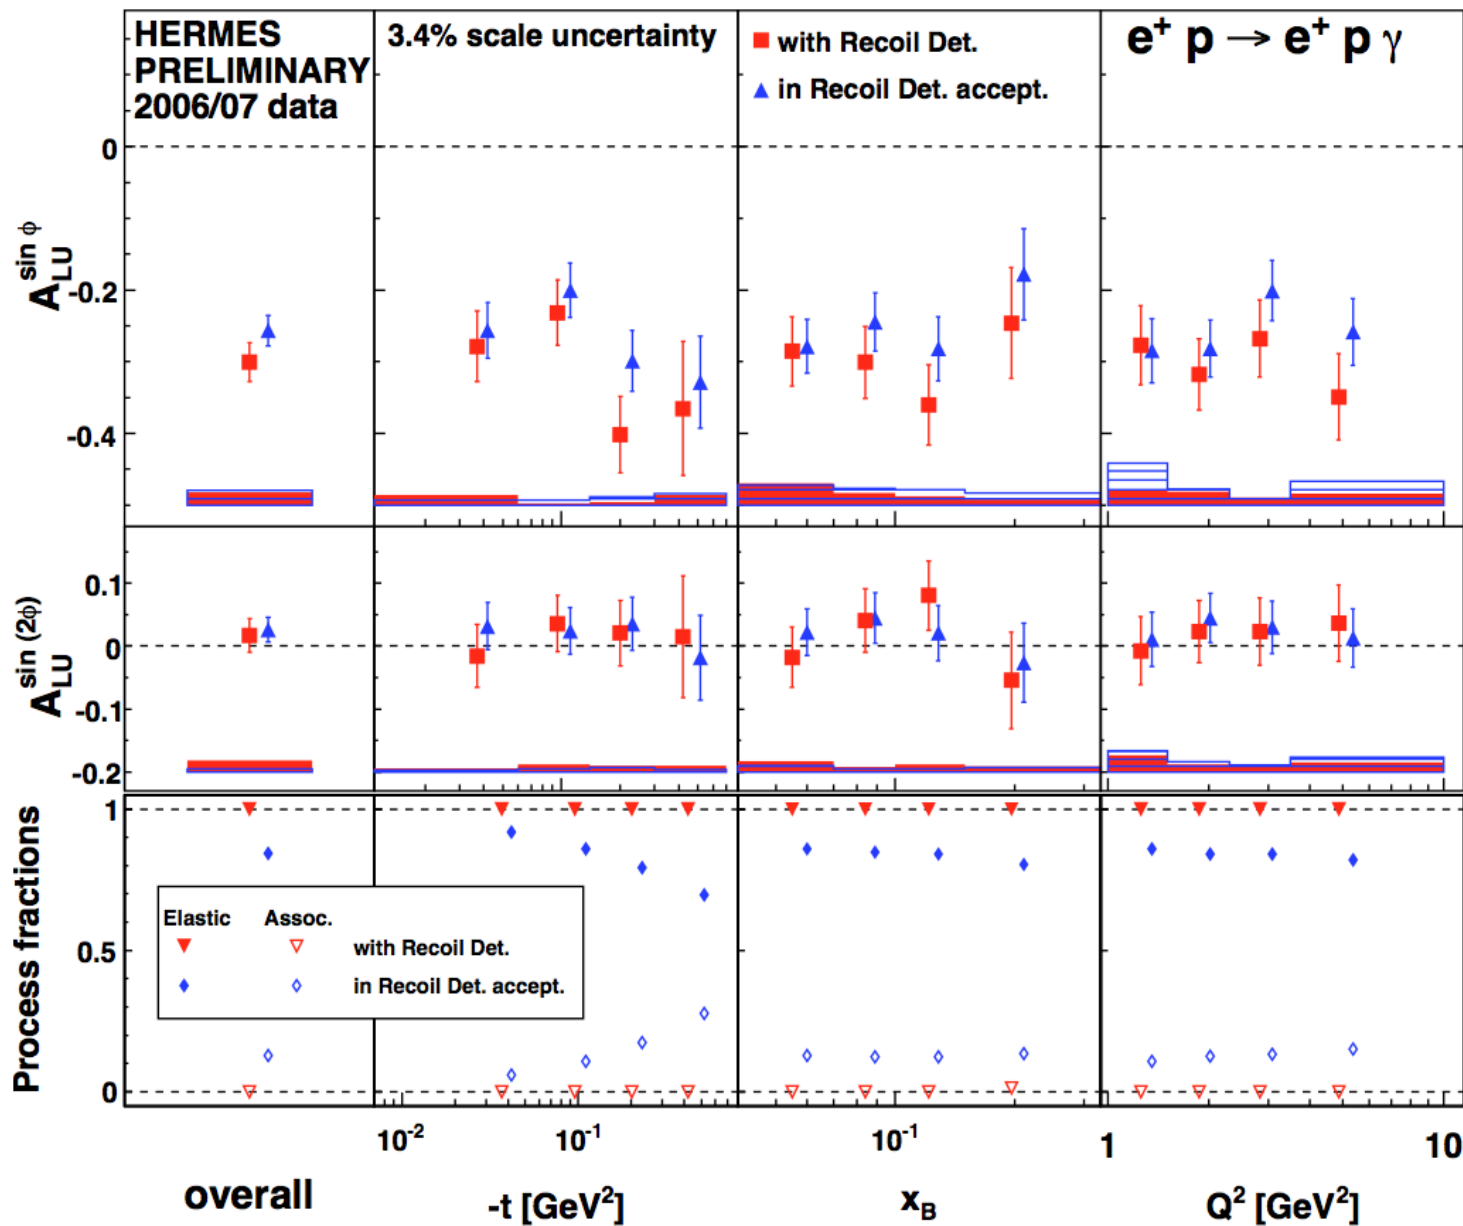 HERMES
PRELIMINARY
2006/07 data
3.4% scale uncertainty
with Recoil Det.
in Recoil Det. accept.
e⁺ p → e⁺ p γ
A_LU^sin ϕ
0
-0.2
-0.4
A_LU^sin (2ϕ)
0.1
0
-0.1
-0.2
Process fractions
1
0.5
0
Elastic Assoc.
with Recoil Det.
in Recoil Det. accept.
10⁻² 10⁻¹ 10⁻¹ 1 10
overall -t [GeV²] x_B Q² [GeV²]